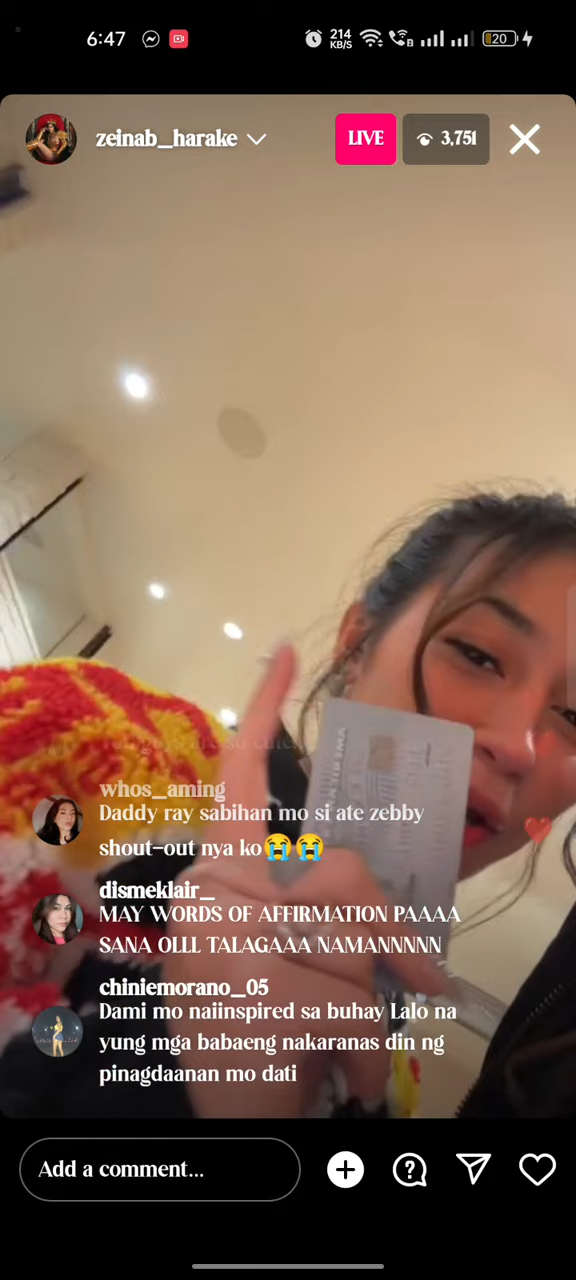 6:47
214
KB/S
20
zeinab_harake
LIVE
3,751
whos_aming
Daddy ray sabihan mo si ate zebby
shout-out nya ko😭😭
dismeklair_
MAY WORDS OF AFFIRMATION PAAAA
SANA OLLL TALAGAAA NAMANNNNN
chiniemorano_05
Dami mo naiinspired sa buhay Lalo na
yung mga babaeng nakaranas din ng
pinagdaanan mo dati
Add a comment...